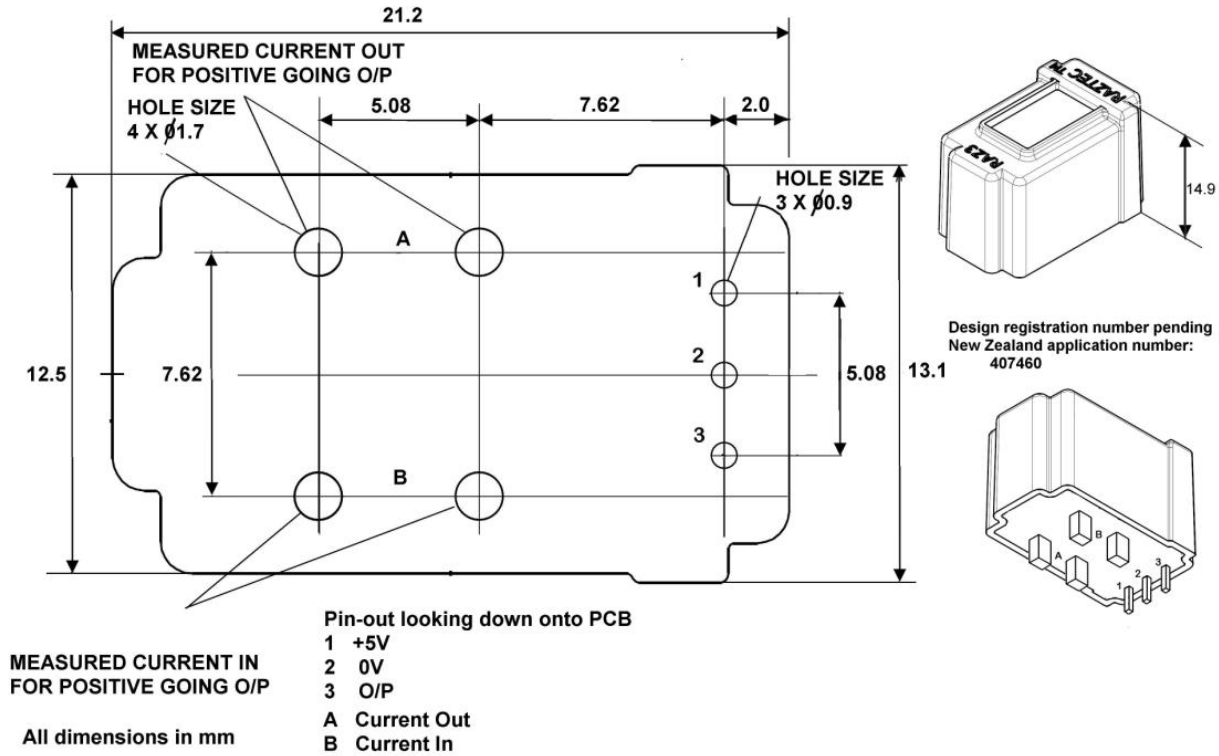 21.2
MEASURED CURRENT OUT
FOR POSITIVE GOING O/P
HOLE SIZE
4 X Ø1.7
5.08
7.62
2.0
HOLE SIZE
3 X Ø0.9
A
1
2
3
B
12.5
7.62
5.08
13.1
RAZTEC TM
RAZ3
14.9
Design registration number pending
New Zealand application number:
407460
B
A
1
2
3
MEASURED CURRENT IN
FOR POSITIVE GOING O/P
All dimensions in mm
Pin-out looking down onto PCB
1 +5V
2 0V
3 O/P
A Current Out
B Current In